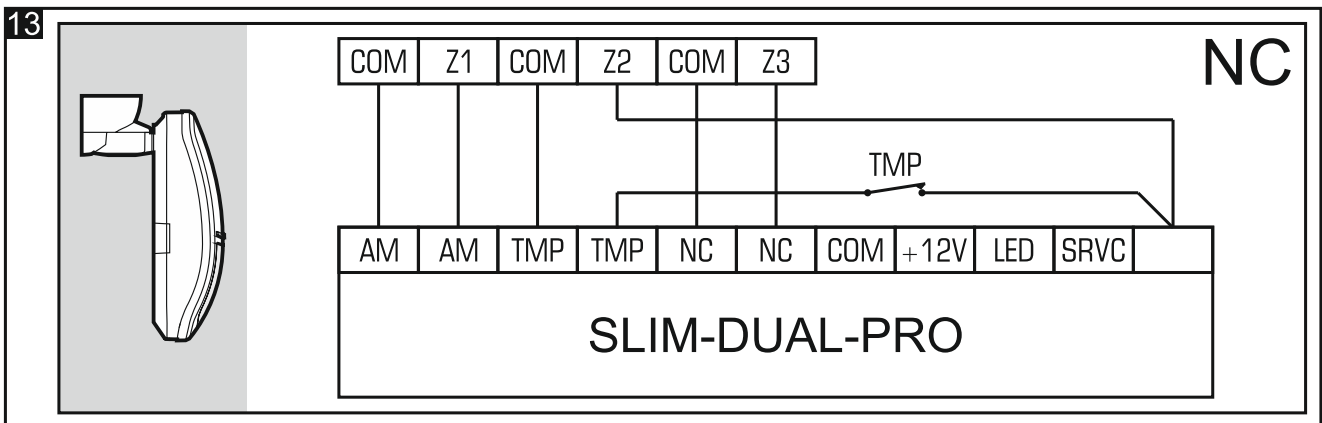 13
COM Z1 COM Z2 COM Z3
NC
TMP
AM AM TMP TMP NC NC COM +12V LED SRVC
SLIM-DUAL-PRO